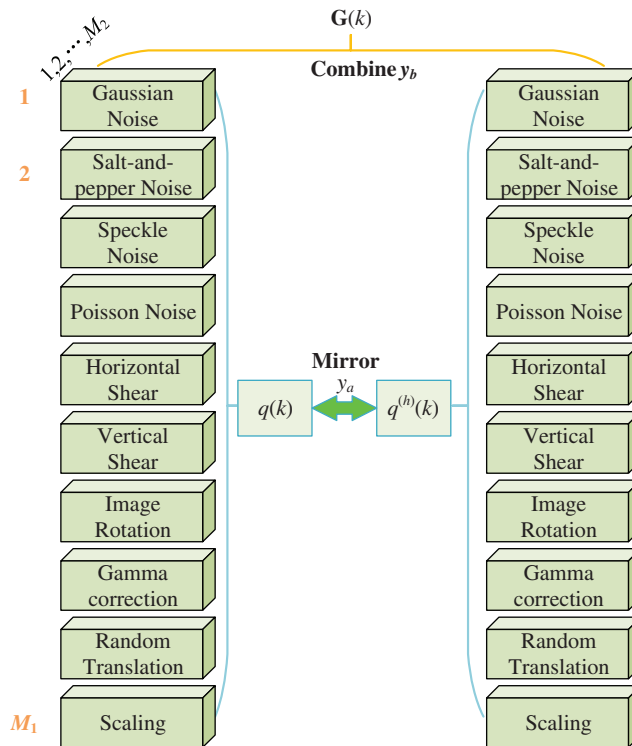 G(k)
1,2,⋯,M₂
Combine y_b
1
Gaussian
Noise
2
Salt-and-
pepper Noise
Speckle
Noise
Poisson Noise
Horizontal
Shear
Vertical
Shear
Image
Rotation
Gamma
correction
Random
Translation
M₁
Scaling
Mirror
y_a
q(k)
q^(h)(k)
Gaussian
Noise
Salt-and-
pepper Noise
Speckle
Noise
Poisson Noise
Horizontal
Shear
Vertical
Shear
Image
Rotation
Gamma
correction
Random
Translation
Scaling